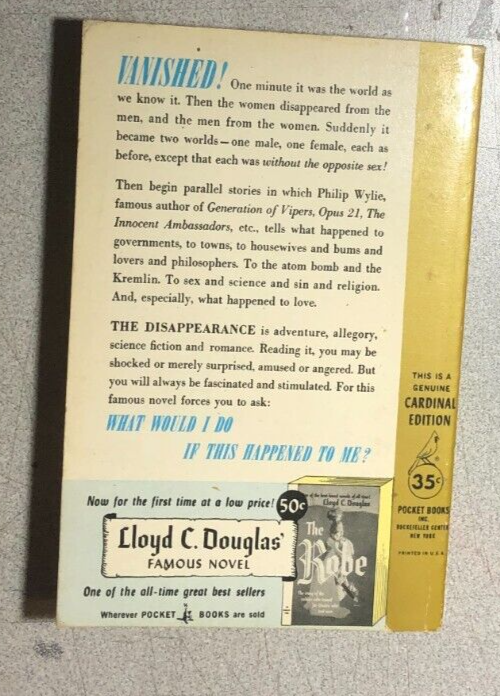 VANISHED! One minute it was the world as
we know it. Then the women disappeared from the
men, and the men from the women. Suddenly it
became two worlds—one male, one female, each as
before, except that each was without the opposite sex!
Then begin parallel stories in which Philip Wylie,
famous author of Generation of Vipers, Opus 21, The
Innocent Ambassadors, etc., tells what happened to
governments, to towns, to housewives and bums and
lovers and philosophers. To the atom bomb and the
Kremlin. To sex and science and sin and religion.
And, especially, what happened to love.
THE DISAPPEARANCE is adventure, allegory,
science fiction and romance. Reading it, you may be
shocked or merely surprised, amused or angered. But
you will always be fascinated and stimulated. For this
famous novel forces you to ask:
WHAT WOULD I DO
IF THIS HAPPENED TO ME?
THIS IS A
GENUINE
CARDINAL
EDITION
35c
POCKET BOOKS
INC.
ROCKEFELLER CENTER
NEW YORK
PRINTED IN U.S.A.
Now for the first time at a low price! 50c
Lloyd C. Douglas'
FAMOUS NOVEL
One of the all-time great best sellers
Wherever POCKET BOOKS are sold
Lloyd C. Douglas
The
Robe